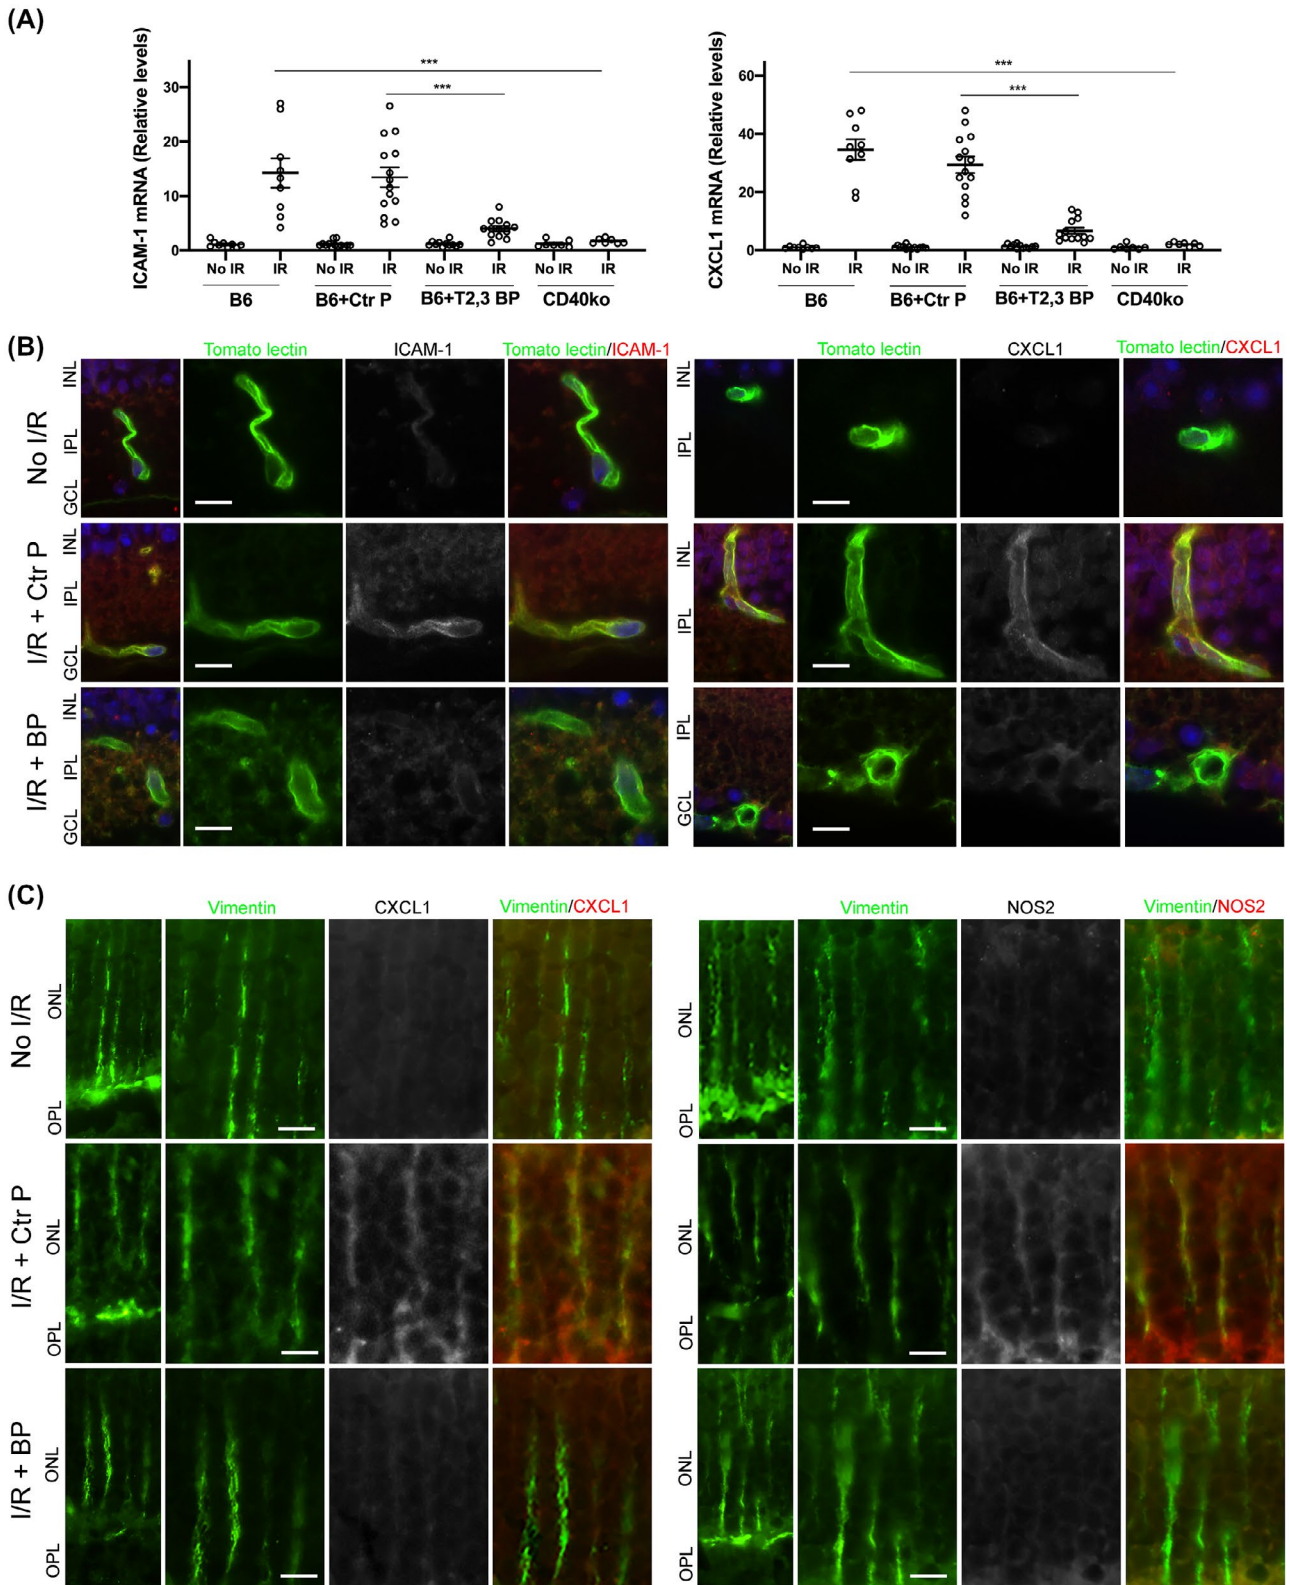 (A)
ICAM-1 mRNA (Relative levels)
30
20
10
0
***
***
No IR IR No IR IR No IR IR No IR IR
B6 B6+Ctr P B6+T2,3 BP CD40ko
CXCL1 mRNA (Relative levels)
60
40
20
0
***
***
No IR IR No IR IR No IR IR No IR IR
B6 B6+Ctr P B6+T2,3 BP CD40ko
(B)
Tomato lectin ICAM-1 Tomato lectin/ICAM-1 Tomato lectin CXCL1 Tomato lectin/CXCL1
No I/R
INL
IPL
GCL
INL
IPL
I/R + Ctr P
INL
IPL
GCL
INL
IPL
I/R + BP
INL
IPL
GCL
IPL
GCL
(C)
Vimentin CXCL1 Vimentin/CXCL1 Vimentin NOS2 Vimentin/NOS2
No I/R
ONL
OPL
ONL
OPL
I/R + Ctr P
ONL
OPL
ONL
OPL
I/R + BP
ONL
OPL
ONL
OPL